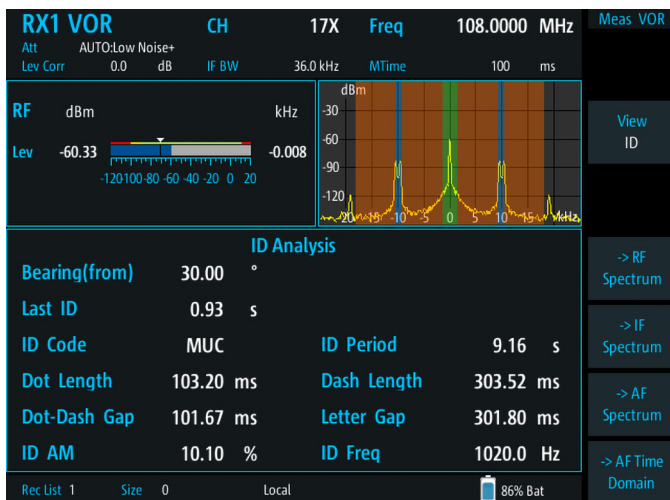 RX1 VOR CH 17X Freq 108.0000 MHz Meas VOR
Att AUTO:Low Noise+
Lev Corr 0.0 dB IF BW 36.0 kHz MTime 100 ms
RF dBm kHz
Lev -60.33 -0.008
-120 -100 -80 -60 -40 -20 0 20
dBm
-30
-60
-90
-120
-20 -15 -10 -5 0 5 10 15 kHz
View
ID
ID Analysis
Bearing(from) 30.00 °
Last ID 0.93 s
ID Code MUC ID Period 9.16 s
Dot Length 103.20 ms Dash Length 303.52 ms
Dot-Dash Gap 101.67 ms Letter Gap 301.80 ms
ID AM 10.10 % ID Freq 1020.0 Hz
-> RF
Spectrum
-> IF
Spectrum
-> AF
Spectrum
-> AF Time
Domain
Rec List 1 Size 0 Local 86% Bat